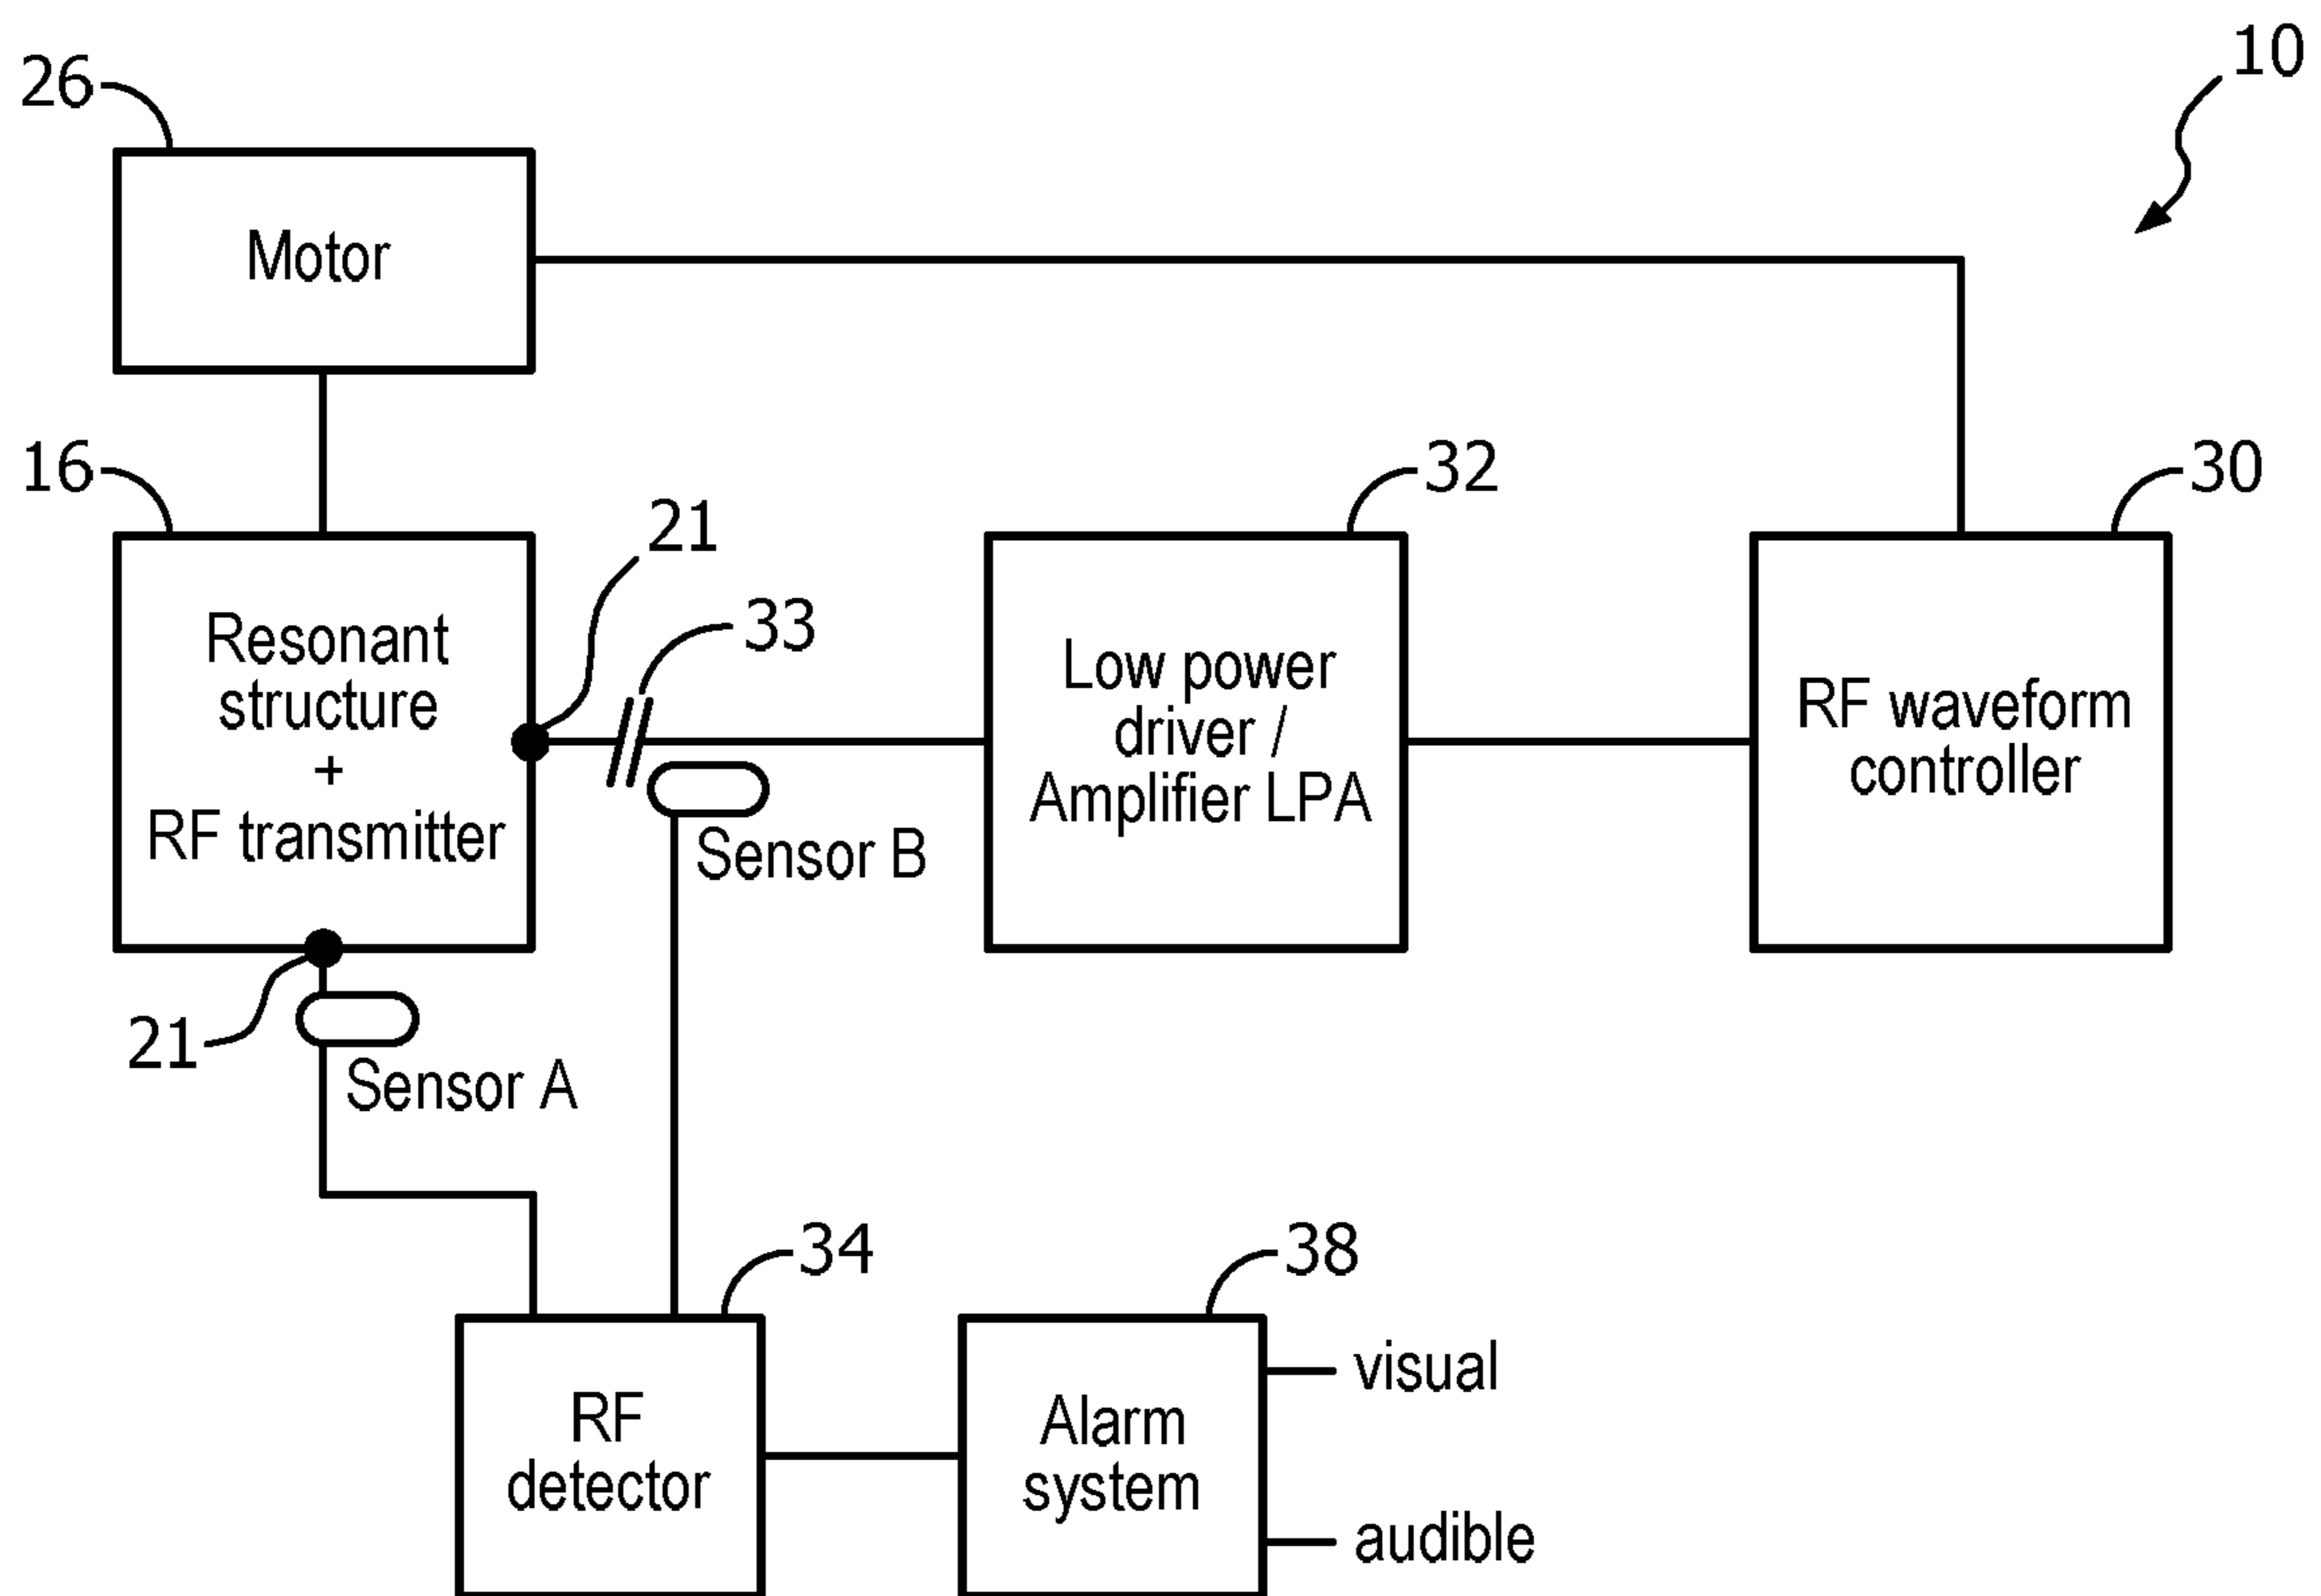 10
26
Motor
16
32
30
21
33
Resonant
structure
+
RF transmitter
Low power
driver /
Amplifier LPA
RF waveform
controller
Sensor B
21
Sensor A
34
38
RF
detector
Alarm
system
visual
audible